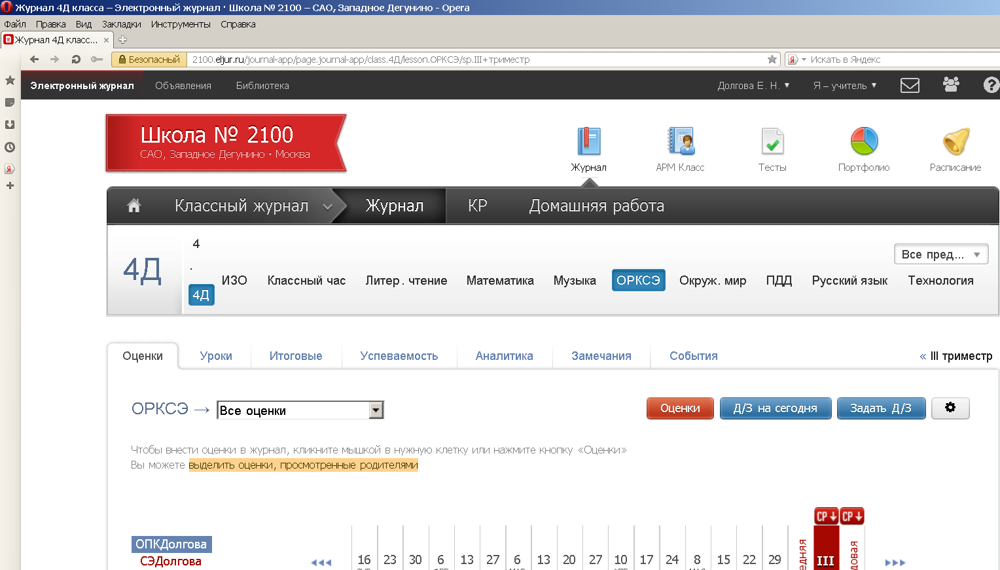 Журнал 4Д класса – Электронный журнал · Школа № 2100 – САО, Западное Дегунино - Opera
Файл Правка Вид Закладки Инструменты Справка
Журнал 4Д класс...
Безопасный 2100.eljur.ru/journal-app/page.journal-app/class.4Д/lesson.ОРКСЭ/sp.III+триместр Искать в Яндекс
Электронный журнал Объявления Библиотека Долгова Е. Н. Я – учитель
Школа № 2100
САО, Западное Дегунино · Москва
Журнал АРМ Класс Тесты Портфолио Расписание
Классный журнал Журнал КР Домашняя работа
4Д
4
.
4Д
Все пред...
ИЗО Классный час Литер. чтение Математика Музыка ОРКСЭ Окруж. мир ПДД Русский язык Технология
Оценки Уроки Итоговые Успеваемость Аналитика Замечания События « III триместр
ОРКСЭ → Все оценки Оценки Д/З на сегодня Задать Д/З
Чтобы внести оценки в журнал, кликните мышкой в нужную клетку или нажмите кнопку «Оценки»
Вы можете выделить оценки, просмотренные родителями
СР СР
ОПКДолгова
СЭДолгова
16 23 30 6 13 27 6 13 20 27 10 17 24 8 15 22 29 III